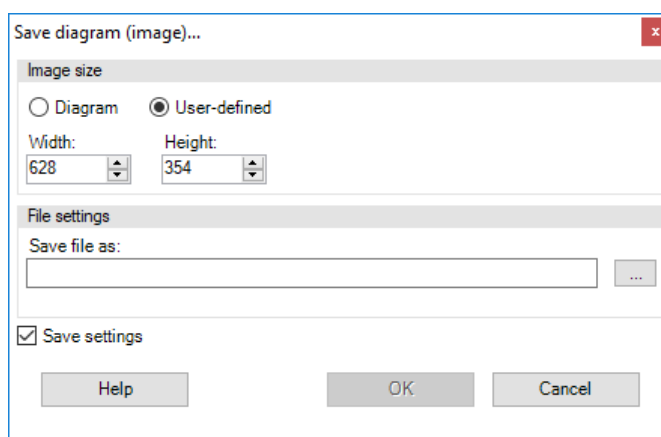 Save diagram (image)...
x
Image size
Diagram
User-defined
Width:
Height:
628
354
File settings
Save file as:
...
Save settings
Help
OK
Cancel